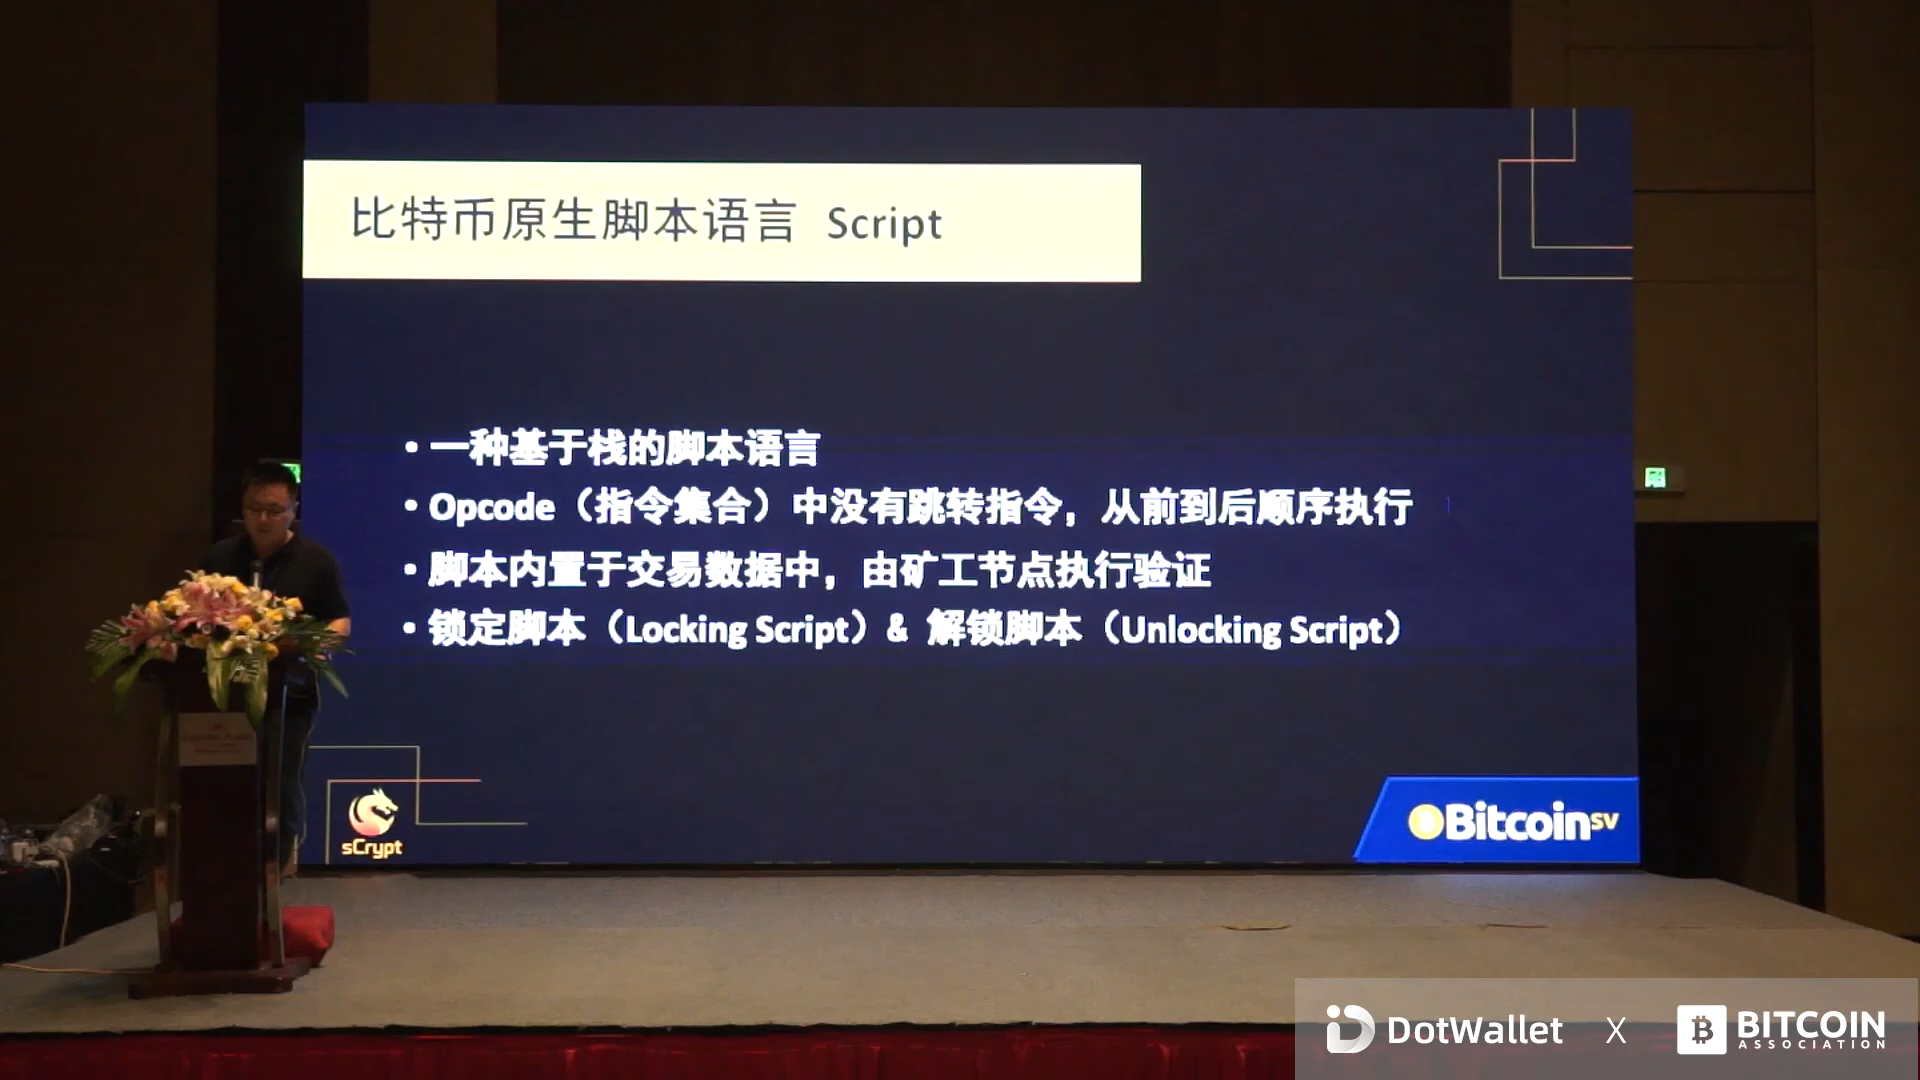 比特币原生脚本语言 Script
• 一种基于栈的脚本语言
• Opcode（指令集合）中没有跳转指令，从前到后顺序执行
• 脚本内置于交易数据中，由矿工节点执行验证
• 锁定脚本（Locking Script）& 解锁脚本（Unlocking Script）
sCrypt
BitcoinSV
DotWallet X BITCOIN ASSOCIATION